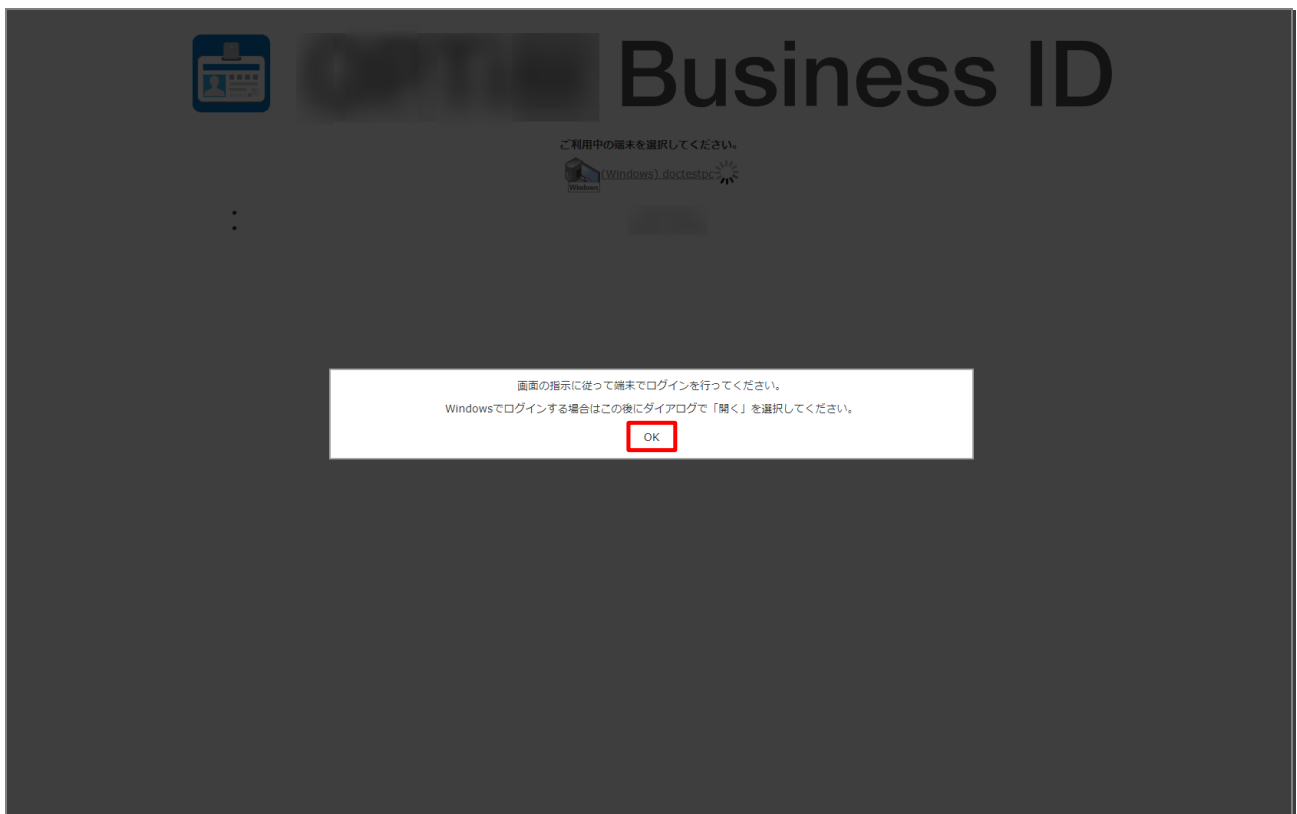 Business ID
ご利用中の端末を選択してください。
Windows
(Windows) doctestpc
画面の指示に従って端末でログインを行ってください。
Windowsでログインする場合はこの後にダイアログで「開く」を選択してください。
OK